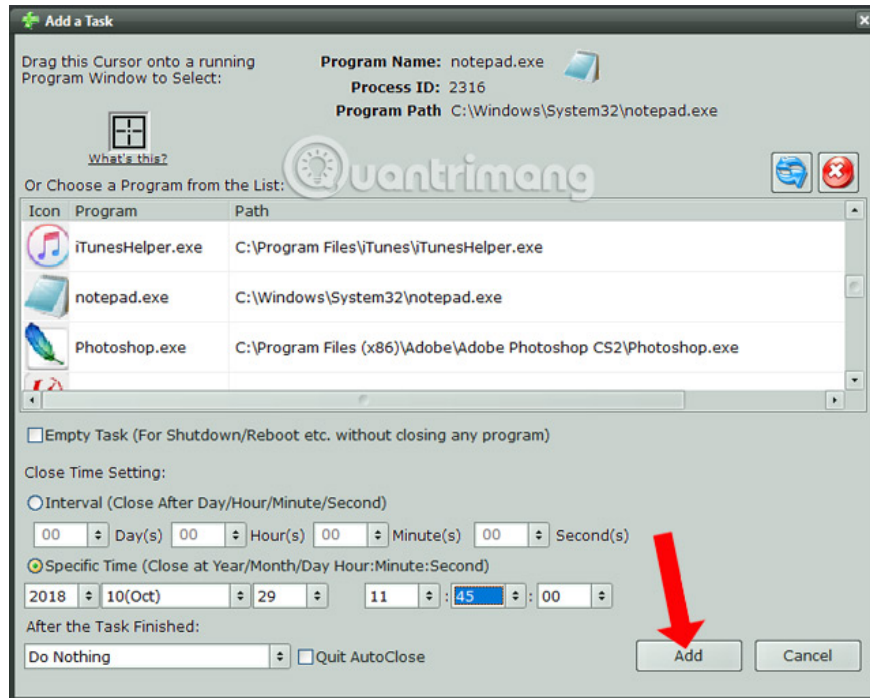 Add a Task
Drag this Cursor onto a running
Program Window to Select:
Program Name: notepad.exe
Process ID: 2316
Program Path C:\Windows\System32\notepad.exe
What's this?
Quantrimang
Or Choose a Program from the List:
Icon Program Path
iTunesHelper.exe C:\Program Files\iTunes\iTunesHelper.exe
notepad.exe C:\Windows\System32\notepad.exe
Photoshop.exe C:\Program Files (x86)\Adobe\Adobe Photoshop CS2\Photoshop.exe
Empty Task (For Shutdown/Reboot etc. without closing any program)
Close Time Setting:
Interval (Close After Day/Hour/Minute/Second)
00 Day(s) 00 Hour(s) 00 Minute(s) 00 Second(s)
Specific Time (Close at Year/Month/Day Hour:Minute:Second)
2018 10(Oct) 29 11 : 45 : 00
After the Task Finished:
Do Nothing Quit AutoClose Add Cancel